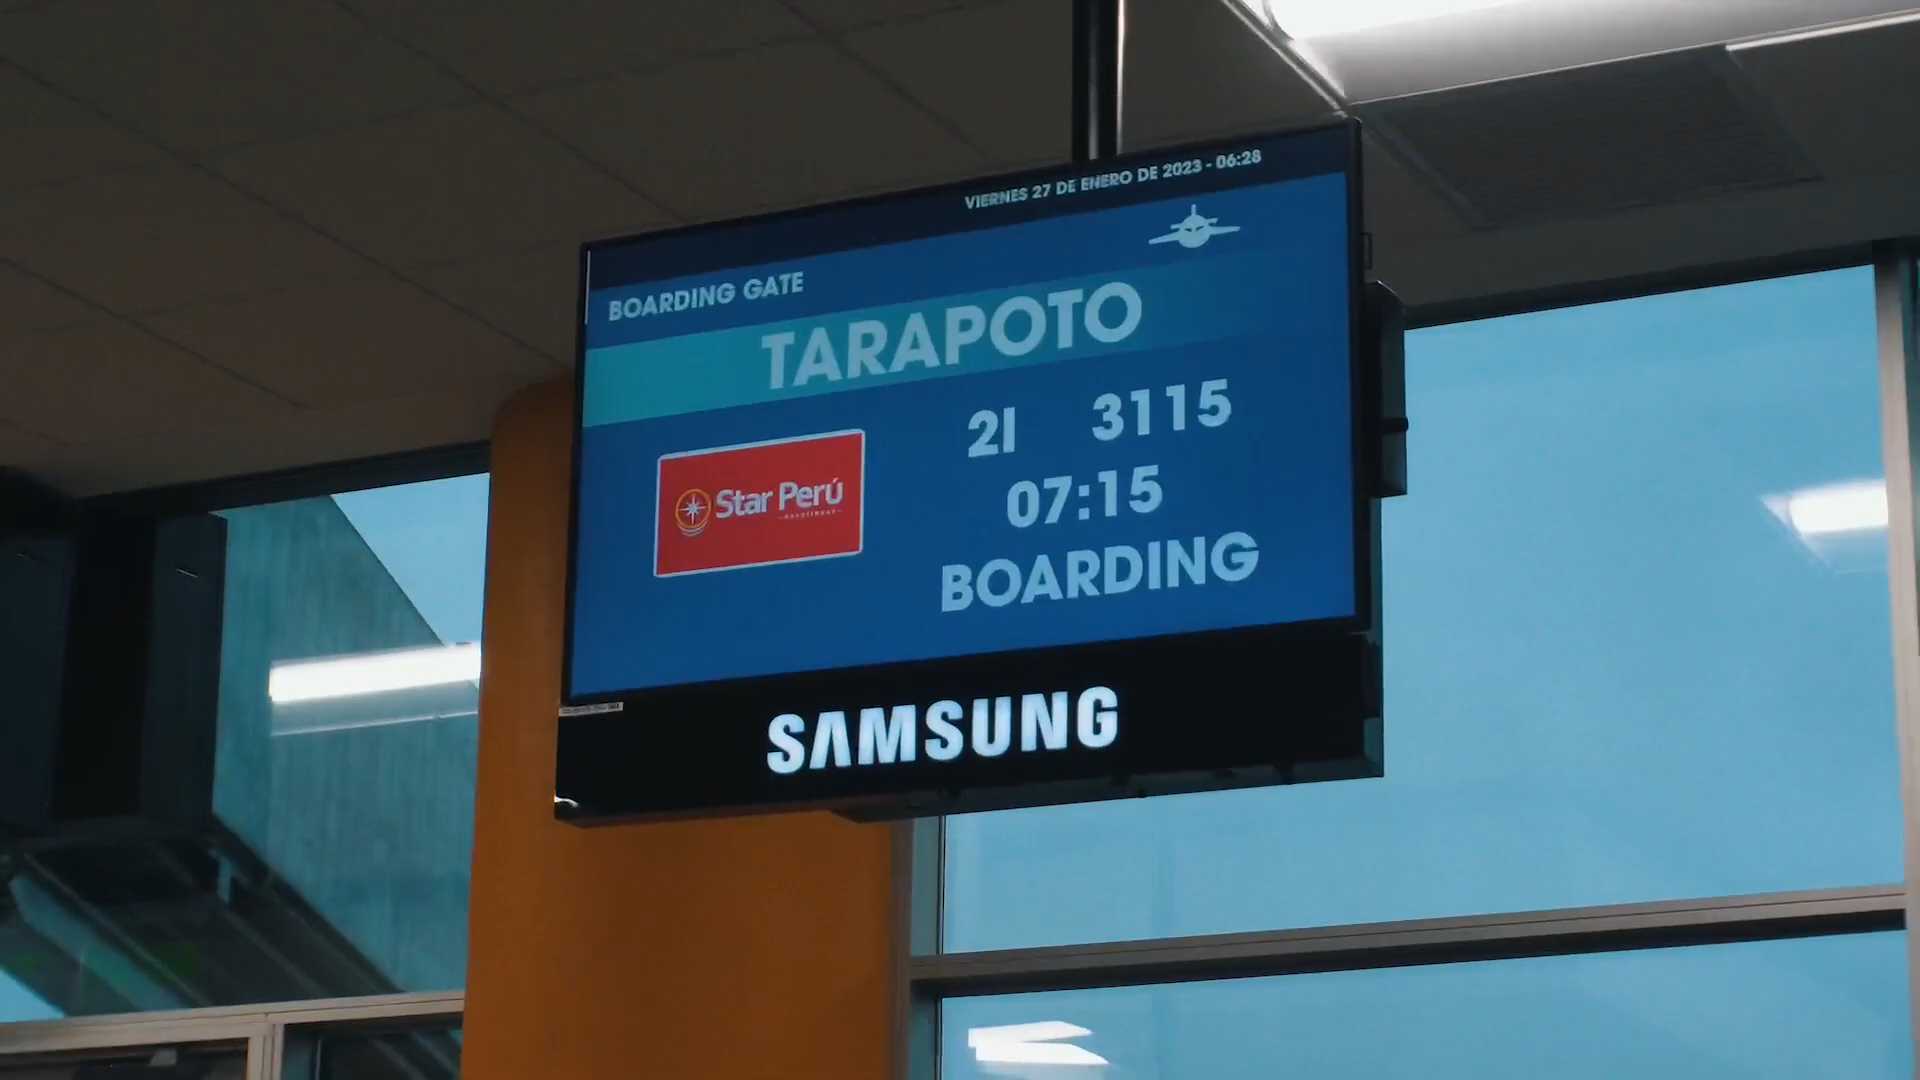 VIERNES 27 DE ENERO DE 2023 - 06:28
BOARDING GATE
TARAPOTO
2I 3115
Star Perú
07:15
BOARDING
SAMSUNG